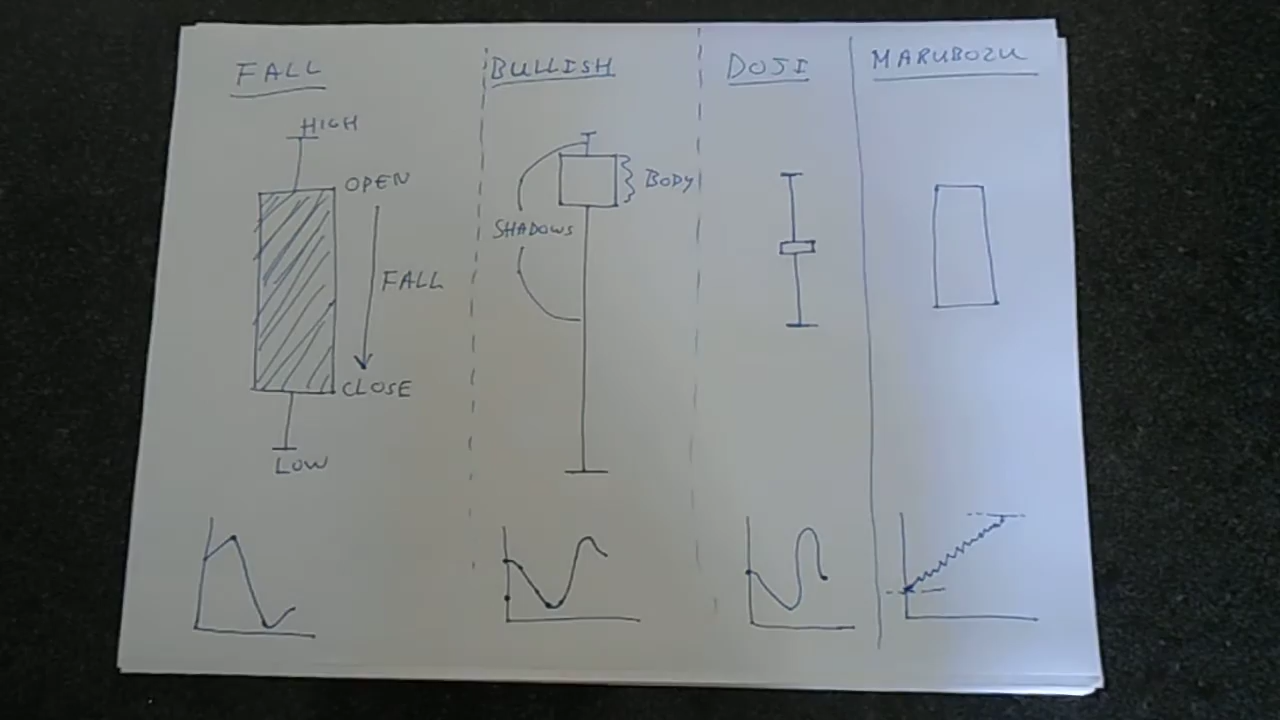 FALL
BULLISH
DOJI
MARUBOZU
HIGH
OPEN
FALL
CLOSE
LOW
BODY
SHADOWS